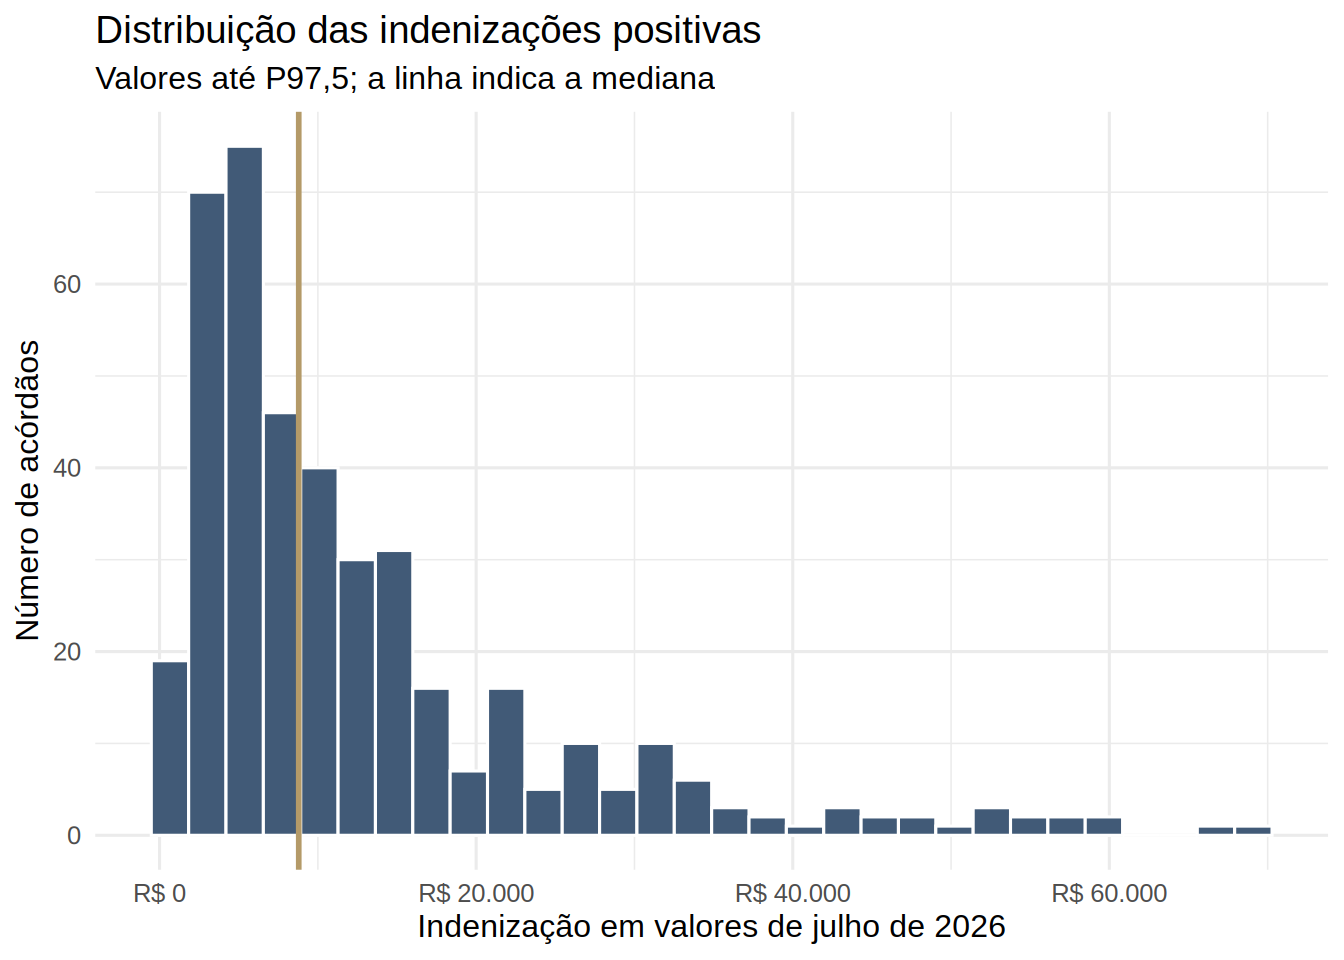 Distribuição das indenizações positivas
Valores até P97,5; a linha indica a mediana
Número de acórdãos
60
40
20
0
R$ 0
R$ 20.000
R$ 40.000
R$ 60.000
Indenização em valores de julho de 2026